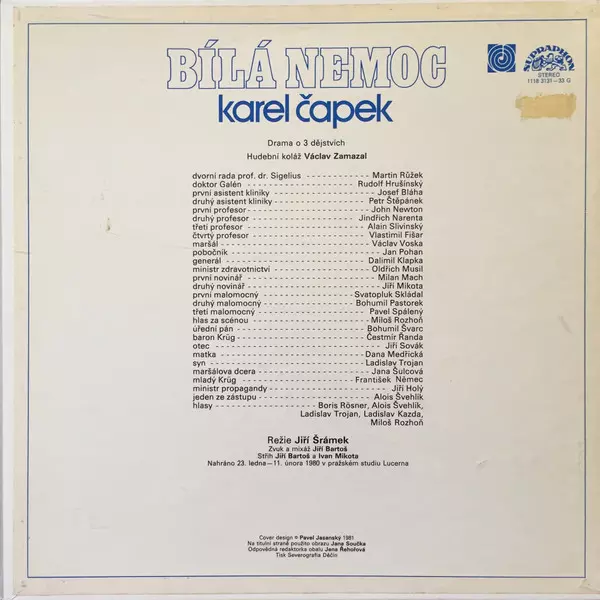 BÍLÁ NEMOC
karel čapek
SUPRAPHON
STEREO
1118 3131-33 G
Drama o 3 dějstvích
Hudební koláž Václav Zamazal
dvorní rada prof. dr. Sigelius - - - - - - - - - - - - Martin Růžek
doktor Galén - - - - - - - - - - - - Rudolf Hrušínský
první asistent kliniky - - - - - - - - - - - - Josef Bláha
druhý asistent kliniky - - - - - - - - - - - - Petr Štěpánek
první profesor - - - - - - - - - - - - John Newton
druhý profesor - - - - - - - - - - - - Jindřich Narenta
třetí profesor - - - - - - - - - - - - Alain Slivinský
čtvrtý profesor - - - - - - - - - - - - Vlastimil Fišar
maršál - - - - - - - - - - - - Václav Voska
pobočník - - - - - - - - - - - - Jan Pohan
generál - - - - - - - - - - - - Dalimil Klapka
ministr zdravotnictví - - - - - - - - - - - - Oldřich Musil
první novinář - - - - - - - - - - - - Milan Mach
druhý novinář - - - - - - - - - - - - Jiří Mikota
první malomocný - - - - - - - - - - - - Svatopluk Skládal
druhý malomocný - - - - - - - - - - - - Bohumil Pastorek
třetí malomocný - - - - - - - - - - - - Pavel Spálený
hlas za scénou - - - - - - - - - - - - Miloš Rozhoň
úřední pán - - - - - - - - - - - - Bohumil Švarc
baron Krüg - - - - - - - - - - - - Čestmír Řanda
otec - - - - - - - - - - - - Jiří Sovák
matka - - - - - - - - - - - - Dana Medřická
syn - - - - - - - - - - - - Ladislav Trojan
maršálova dcera - - - - - - - - - - - - Jana Šulcová
mladý Krüg - - - - - - - - - - - - František Němec
ministr propagandy - - - - - - - - - - - - Jiří Holý
jeden ze zástupu - - - - - - - - - - - - Alois Švehlík
hlasy - - - - - - - - - - - - Boris Rösner, Alois Švehlík,
Ladislav Trojan, Ladislav Kazda,
Miloš Rozhoň
Režie Jiří Šrámek
Zvuk a mixáž Jiří Bartoš
Střih Jiří Bartoš a Ivan Mikota
Nahráno 23. ledna–11. února 1980 v pražském studiu Lucerna
Cover design © Pavel Jasanský 1981
Na titulní straně použito obrazu Jana Součka
Odpovědná redaktorka obalu Jana Řehořová
Tisk Severografia Děčín